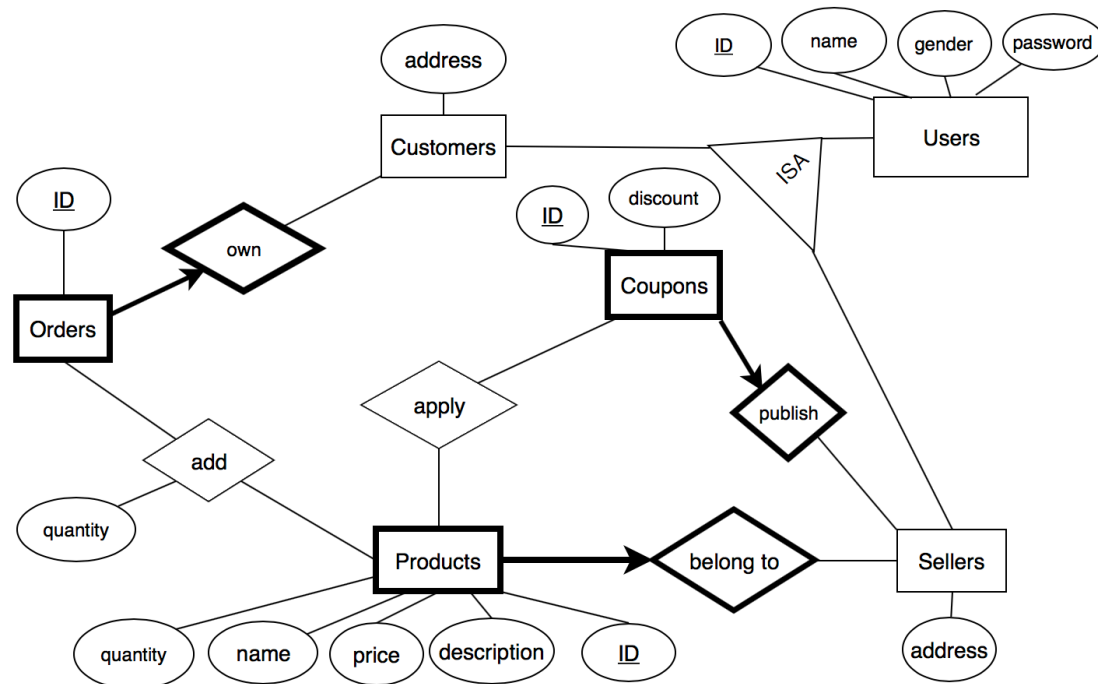 ID
name
gender
password
address
Users
Customers
ISA
ID
ID
discount
own
Coupons
Orders
apply
publish
add
quantity
Products
belong to
Sellers
quantity
name
price
description
ID
address